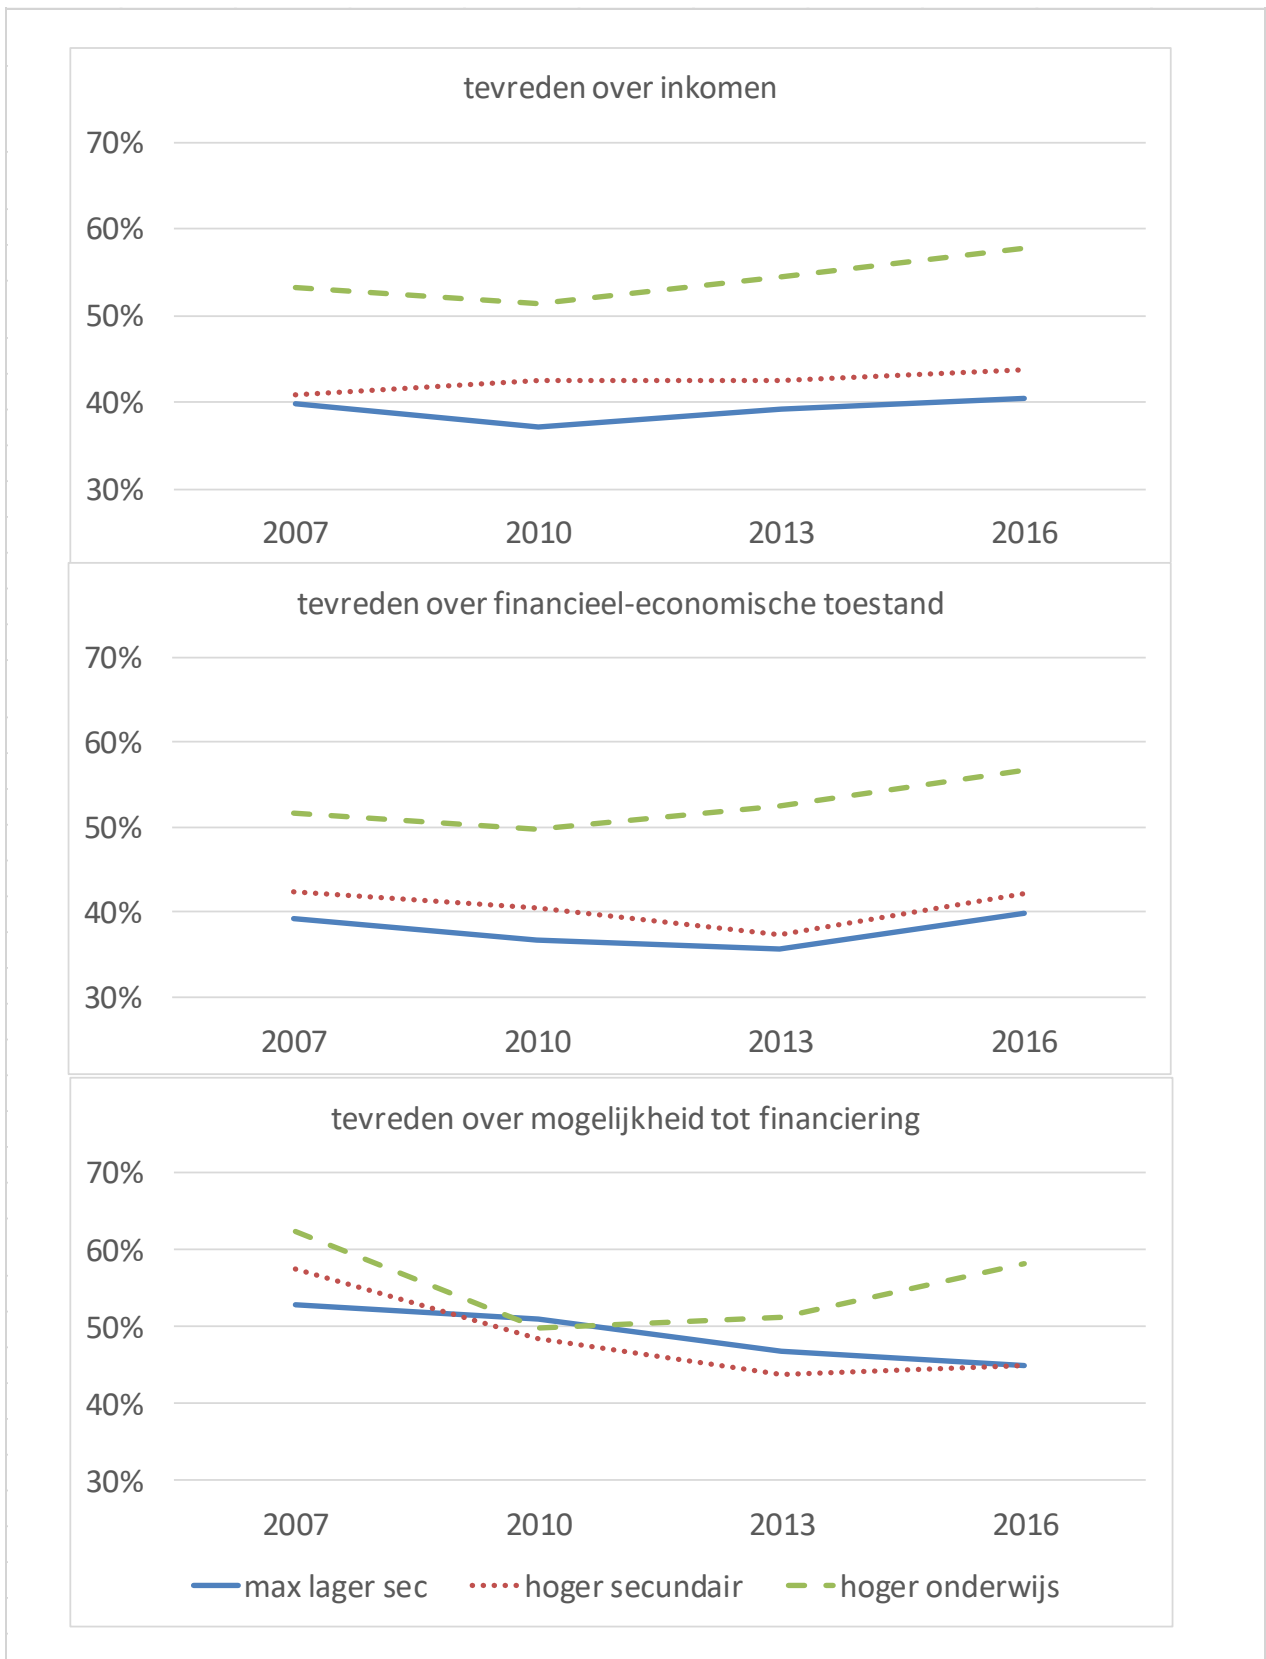 tevreden over inkomen
70%
60%
50%
40%
30%
2007 2010 2013 2016
tevreden over financieel-economische toestand
70%
60%
50%
40%
30%
2007 2010 2013 2016
tevreden over mogelijkheid tot financiering
70%
60%
50%
40%
30%
2007 2010 2013 2016
max lager sec hoger secundair hoger onderwijs